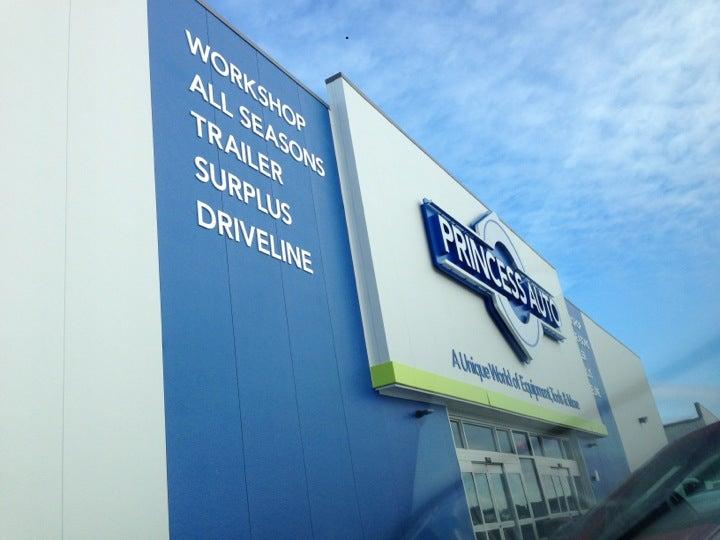 WORKSHOP
ALL SEASONS
TRAILER
SURPLUS
DRIVELINE
PRINCESS AUTO
A Unique World of Equipment, Tools & More